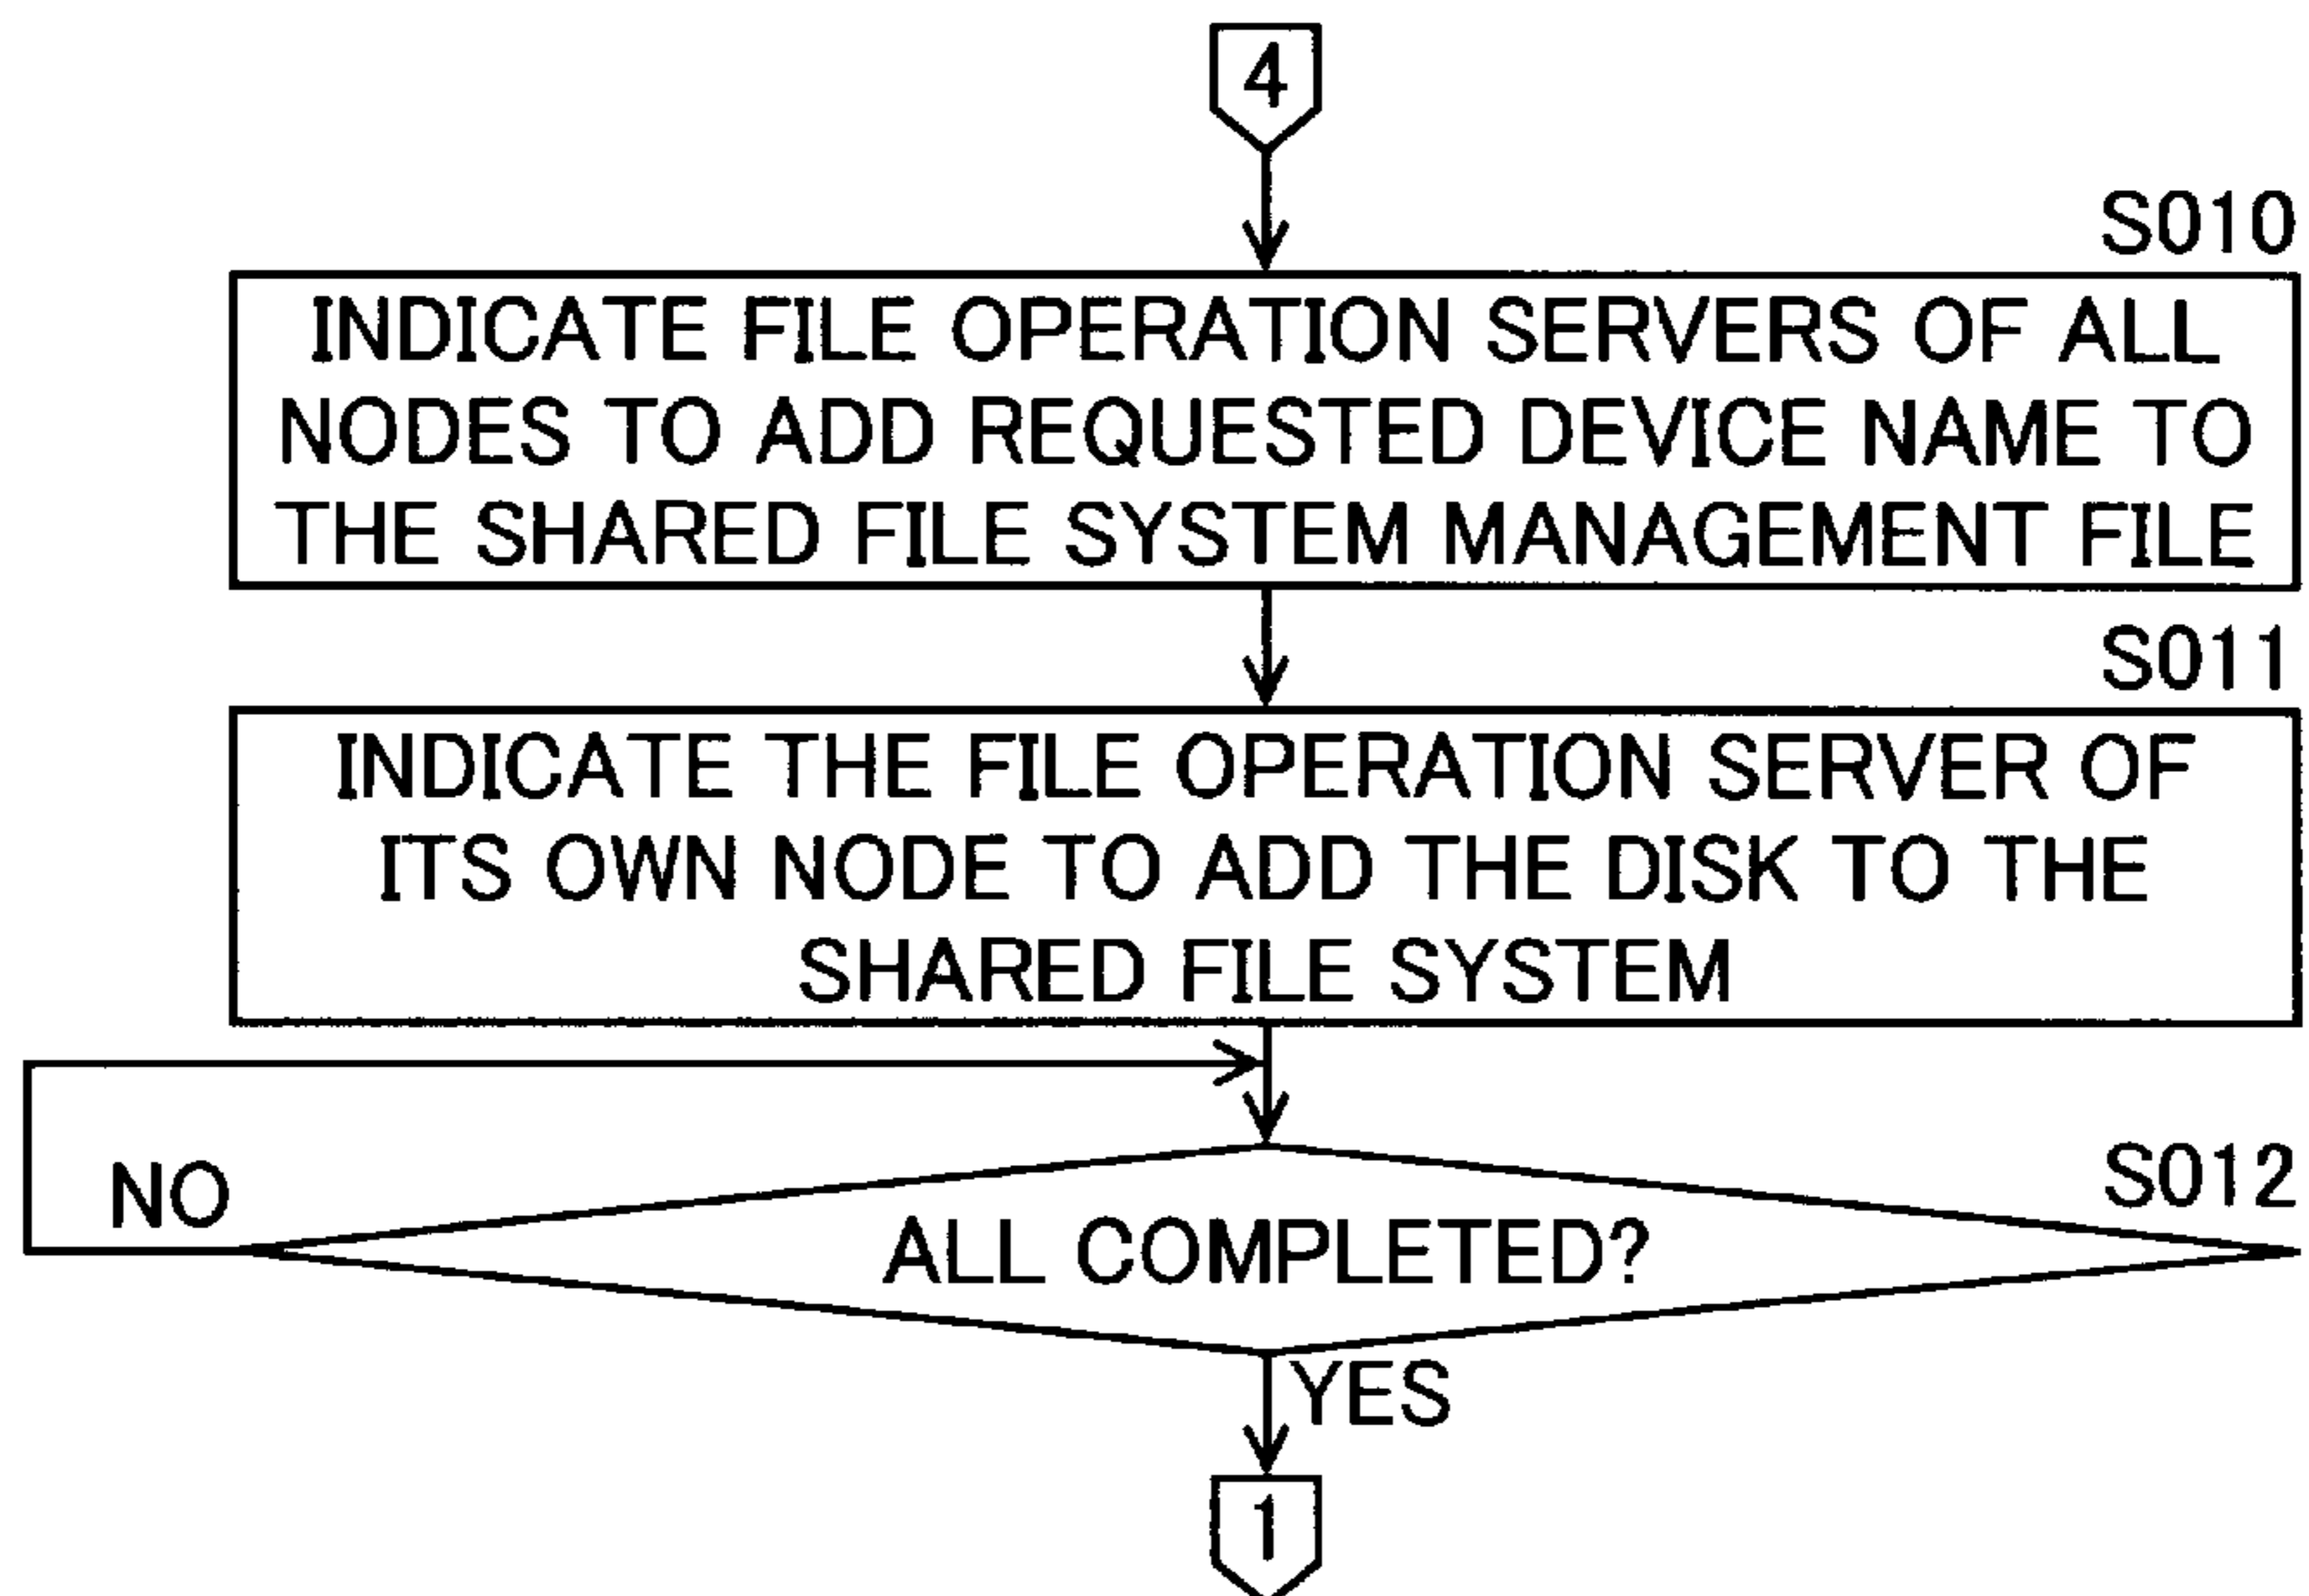 4
S010
INDICATE FILE OPERATION SERVERS OF ALL
NODES TO ADD REQUESTED DEVICE NAME TO
THE SHARED FILE SYSTEM MANAGEMENT FILE
S011
INDICATE THE FILE OPERATION SERVER OF
ITS OWN NODE TO ADD THE DISK TO THE
SHARED FILE SYSTEM
NO
S012
ALL COMPLETED?
YES
1